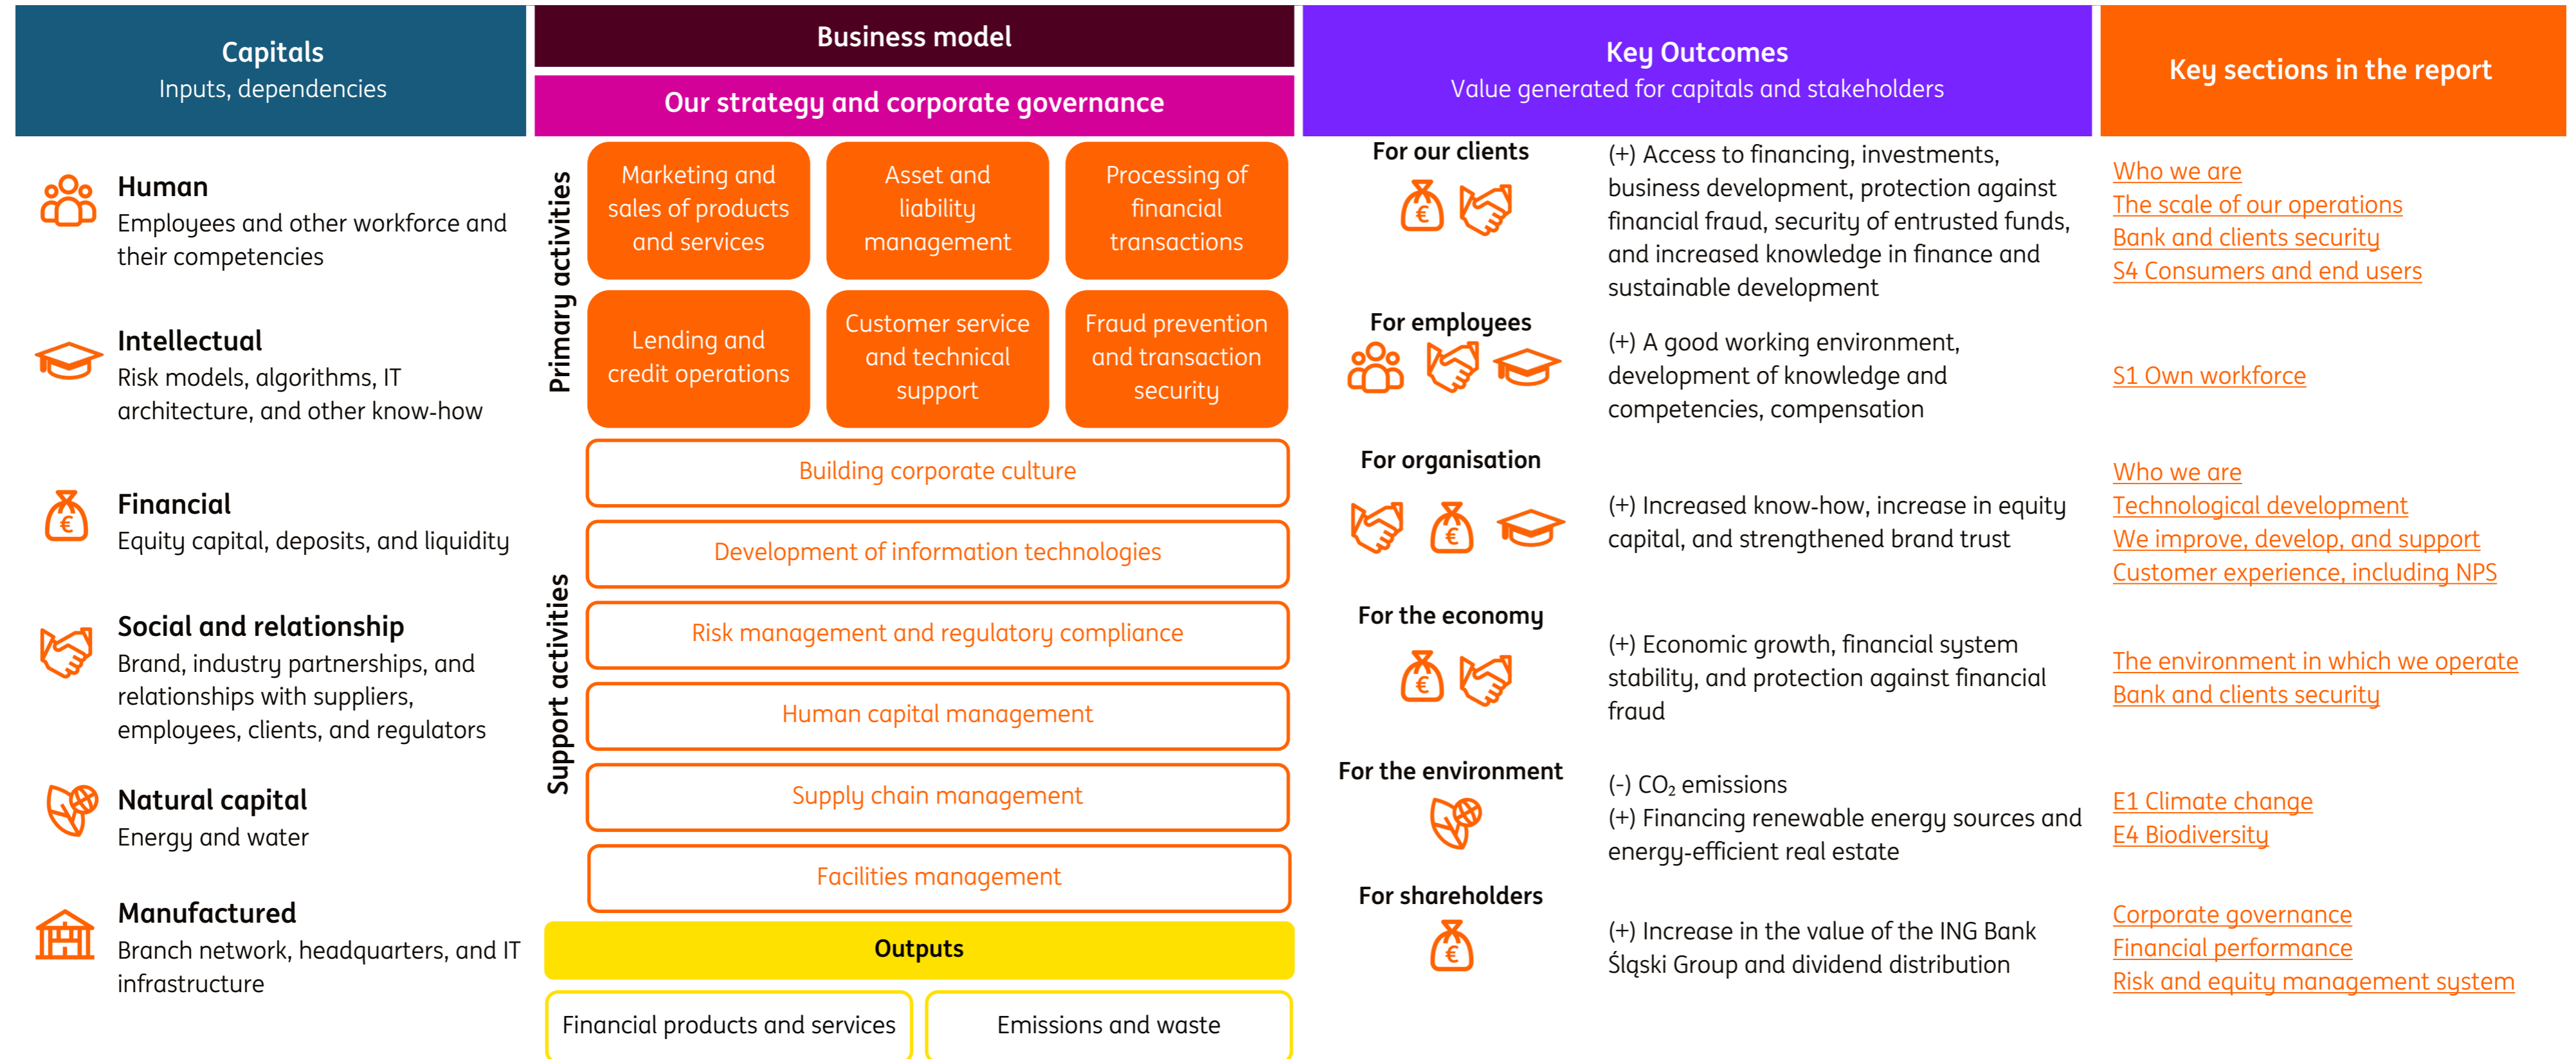 Capitals
Inputs, dependencies
Human
Employees and other workforce and
their competencies
Intellectual
Risk models, algorithms, IT
architecture, and other know-how
Financial
Equity capital, deposits, and liquidity
Social and relationship
Brand, industry partnerships, and
relationships with suppliers,
employees, clients, and regulators
Natural capital
Energy and water
Manufactured
Branch network, headquarters, and IT
infrastructure
Business model
Our strategy and corporate governance
Primary activities
Marketing and
sales of products
and services
Asset and
liability
management
Processing of
financial
transactions
Lending and
credit operations
Customer service
and technical
support
Fraud prevention
and transaction
security
Support activities
Building corporate culture
Development of information technologies
Risk management and regulatory compliance
Human capital management
Supply chain management
Facilities management
Outputs
Financial products and services
Emissions and waste
Key Outcomes
Value generated for capitals and stakeholders
For our clients
(+) Access to financing, investments,
business development, protection against
financial fraud, security of entrusted funds,
and increased knowledge in finance and
sustainable development
For employees
(+) A good working environment,
development of knowledge and
competencies, compensation
For organisation
(+) Increased know-how, increase in equity
capital, and strengthened brand trust
For the economy
(+) Economic growth, financial system
stability, and protection against financial
fraud
For the environment
(-) CO₂ emissions
(+) Financing renewable energy sources and
energy-efficient real estate
For shareholders
(+) Increase in the value of the ING Bank
Śląski Group and dividend distribution
Key sections in the report
Who we are
The scale of our operations
Bank and clients security
S4 Consumers and end users
S1 Own workforce
Who we are
Technological development
We improve, develop, and support
Customer experience, including NPS
The environment in which we operate
Bank and clients security
E1 Climate change
E4 Biodiversity
Corporate governance
Financial performance
Risk and equity management system